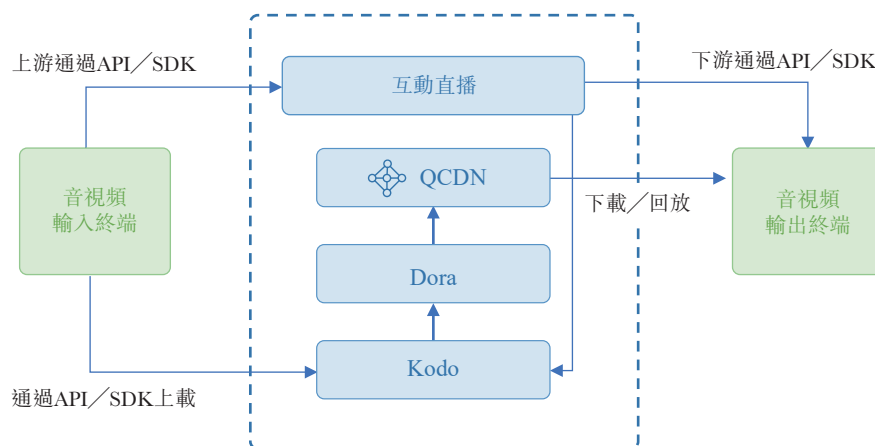 上游通過API／SDK
下游通過API／SDK
互動直播
QCDN
音視頻
輸入終端
下載／回放
音視頻
輸出終端
Dora
Kodo
通過API／SDK上載